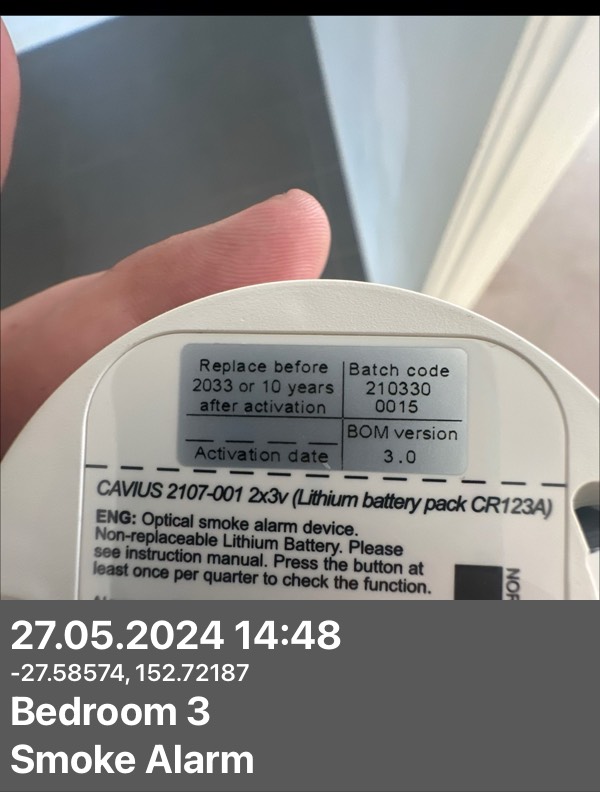 Replace before
2033 or 10 years
after activation
Batch code
210330
0015
Activation date
BOM version
3.0
CAVIUS 2107-001 2x3v (Lithium battery pack CR123A)
ENG: Optical smoke alarm device.
Non-replaceable Lithium Battery. Please
see instruction manual. Press the button at
least once per quarter to check the function.
27.05.2024 14:48
-27.58574, 152.72187
Bedroom 3
Smoke Alarm